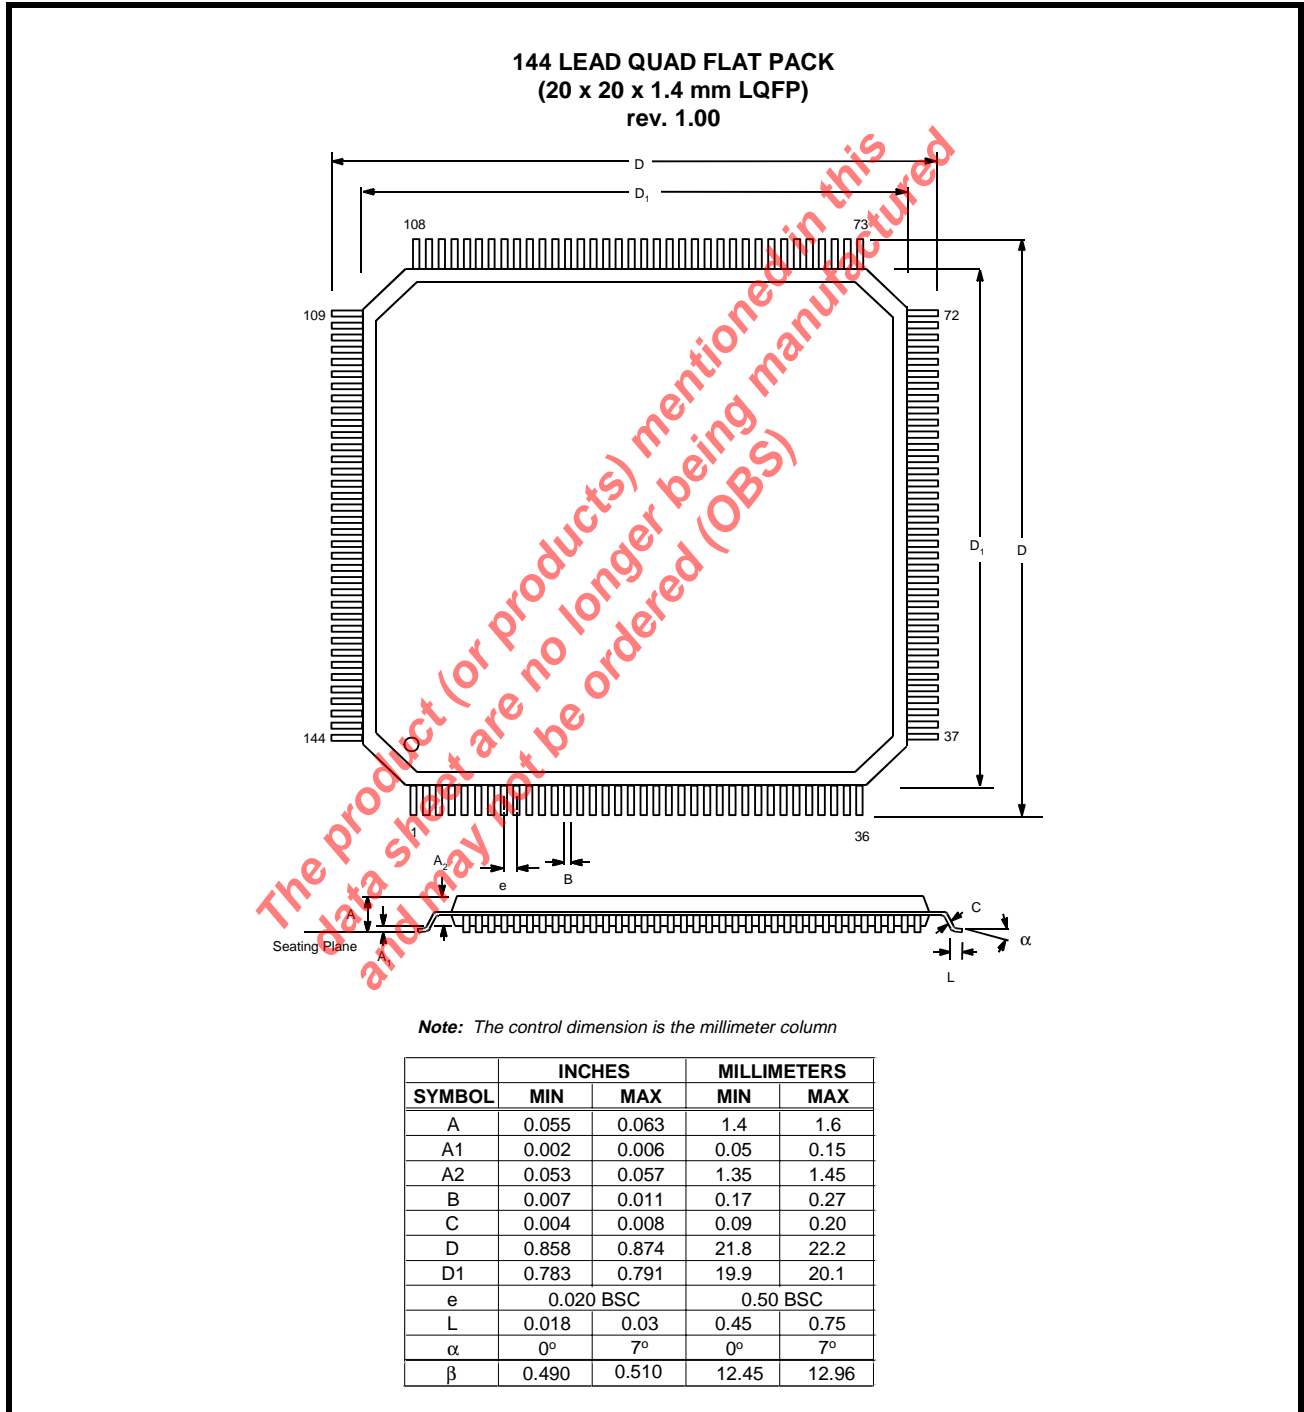 144 LEAD QUAD FLAT PACK
(20 x 20 x 1.4 mm LQFP)
rev. 1.00
D
D1
108
73
109
72
D1
D
144
37
1
36
A2
e
B
A
C
Seating Plane
A1
α
L
The product (or products) mentioned in this
data sheet are no longer being manufactured
and may not be ordered (OBS)
Note: The control dimension is the millimeter column
INCHES MILLIMETERS
SYMBOL MIN MAX MIN MAX
A 0.055 0.063 1.4 1.6
A1 0.002 0.006 0.05 0.15
A2 0.053 0.057 1.35 1.45
B 0.007 0.011 0.17 0.27
C 0.004 0.008 0.09 0.20
D 0.858 0.874 21.8 22.2
D1 0.783 0.791 19.9 20.1
e 0.020 BSC 0.50 BSC
L 0.018 0.03 0.45 0.75
α 0° 7° 0° 7°
β 0.490 0.510 12.45 12.96